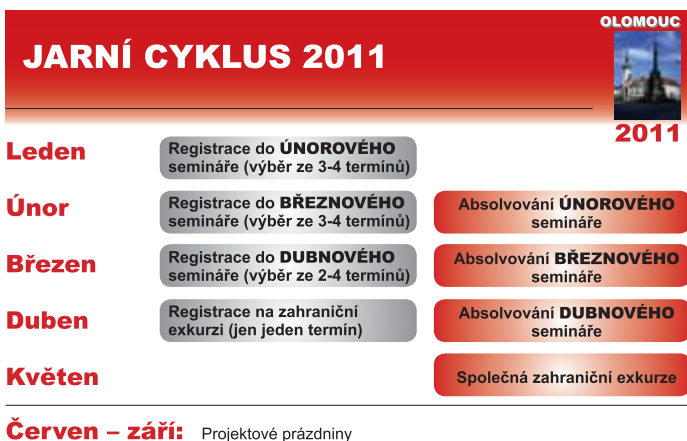 OLOMOUC
JARNÍ CYKLUS 2011
2011
Leden
Registrace do ÚNOROVÉHO
semináře (výběr ze 3-4 termínů)
Únor
Registrace do BŘEZNOVÉHO
semináře (výběr ze 3-4 termínů)
Absolvování ÚNOROVÉHO
semináře
Březen
Registrace do DUBNOVÉHO
semináře (výběr ze 2-4 termínů)
Absolvování BŘEZNOVÉHO
semináře
Duben
Registrace na zahraniční
exkurzi (jen jeden termín)
Absolvování DUBNOVÉHO
semináře
Květen
Společná zahraniční exkurze
Červen – září: Projektové prázdniny